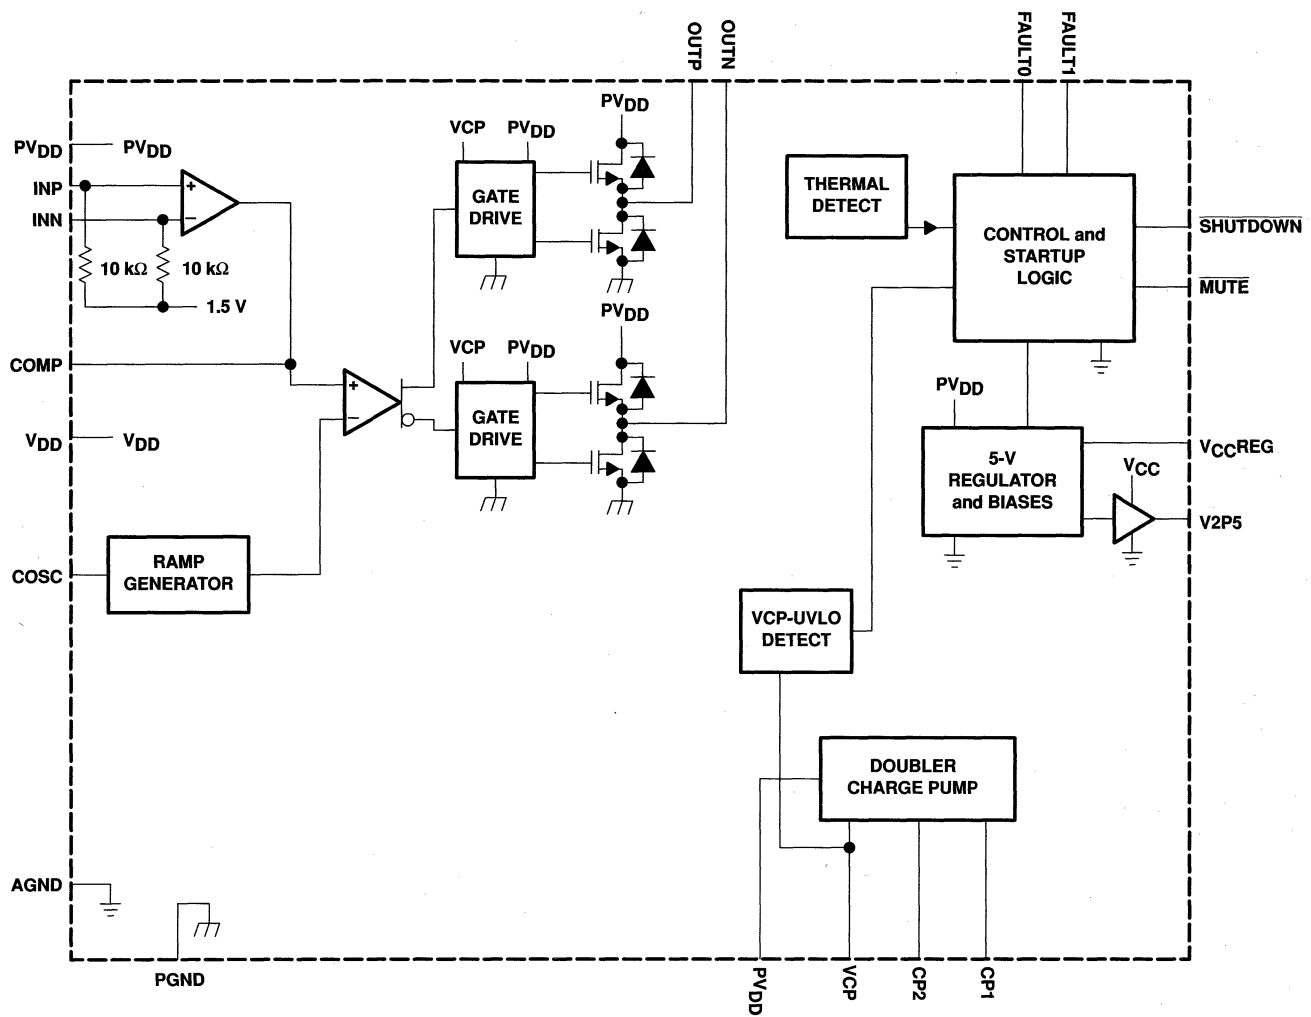 OUTP
OUTN
FAULT0
FAULT1
PVDD
PVDD
INP
INN
+
−
10 kΩ
10 kΩ
1.5 V
COMP
+
−
VDD
VDD
COSC
RAMP
GENERATOR
AGND
PGND
VCP
PVDD
GATE
DRIVE
PVDD
VCP
PVDD
GATE
DRIVE
PVDD
THERMAL
DETECT
CONTROL and
STARTUP
LOGIC
SHUTDOWN
MUTE
PVDD
5-V
REGULATOR
and BIASES
VCCREG
VCC
V2P5
VCP-UVLO
DETECT
DOUBLER
CHARGE PUMP
PVDD
VCP
CP2
CP1